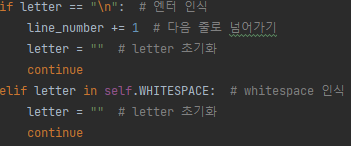 if letter == "\n":  # 엔터 인식
    line_number += 1  # 다음 줄로 넘어가기
    letter = ""  # letter 초기화
    continue
elif letter in self.WHITESPACE:  # whitespace 인식
    letter = ""  # letter 초기화
    continue